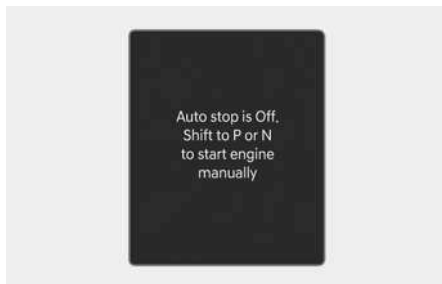 Auto stop is Off.
Shift to P or N
to start engine
manually